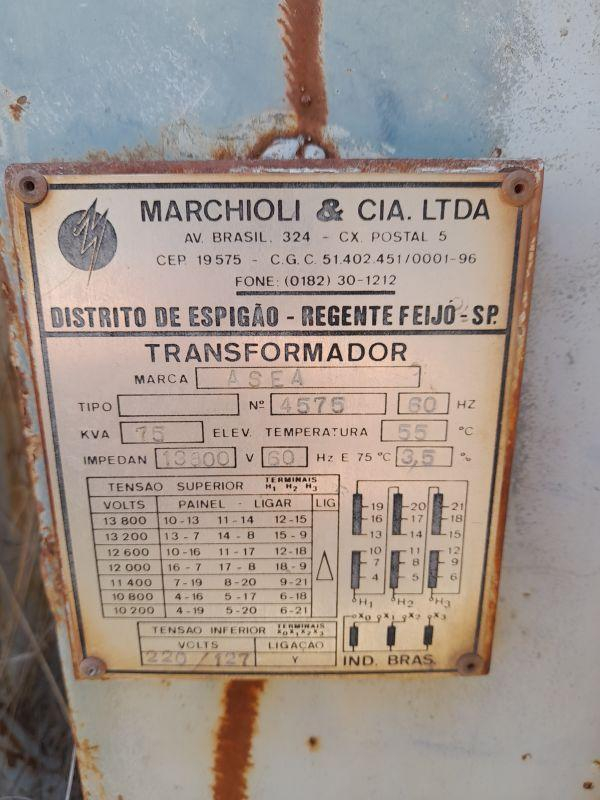 MARCHIOLI & CIA. LTDA
AV. BRASIL, 324 - CX. POSTAL 5
CEP 19575 - C.G.C. 51.402.451/0001-96
FONE: (0182) 30-1212
DISTRITO DE ESPIGÃO - REGENTE FEIJÓ - SP.
TRANSFORMADOR
MARCA ASEA
TIPO Nº 4575 60 HZ
KVA 75 ELEV. TEMPERATURA 55 °C
IMPEDAN 13800 V 60 Hz E 75 °C 3,5 %
TENSÃO SUPERIOR TERMINAIS H1 H2 H3
VOLTS PAINEL - LIGAR LIG
13 800 10-13 11-14 12-15
13 200 13-7 14-8 15-9
12 600 10-16 11-17 12-18
12 000 16-7 17-8 18-9
11 400 7-19 8-20 9-21
10 800 4-16 5-17 6-18
10 200 4-19 5-20 6-21
19 20 21
16 17 18
13 14 15
10 11 12
7 8 9
4 5 6
H1 H2 H3
X0 X1 X2 X3
TENSÃO INFERIOR TERMINAIS X0 X1 X2 X3
VOLTS LIGAÇÃO
220/127 Y
IND. BRAS.